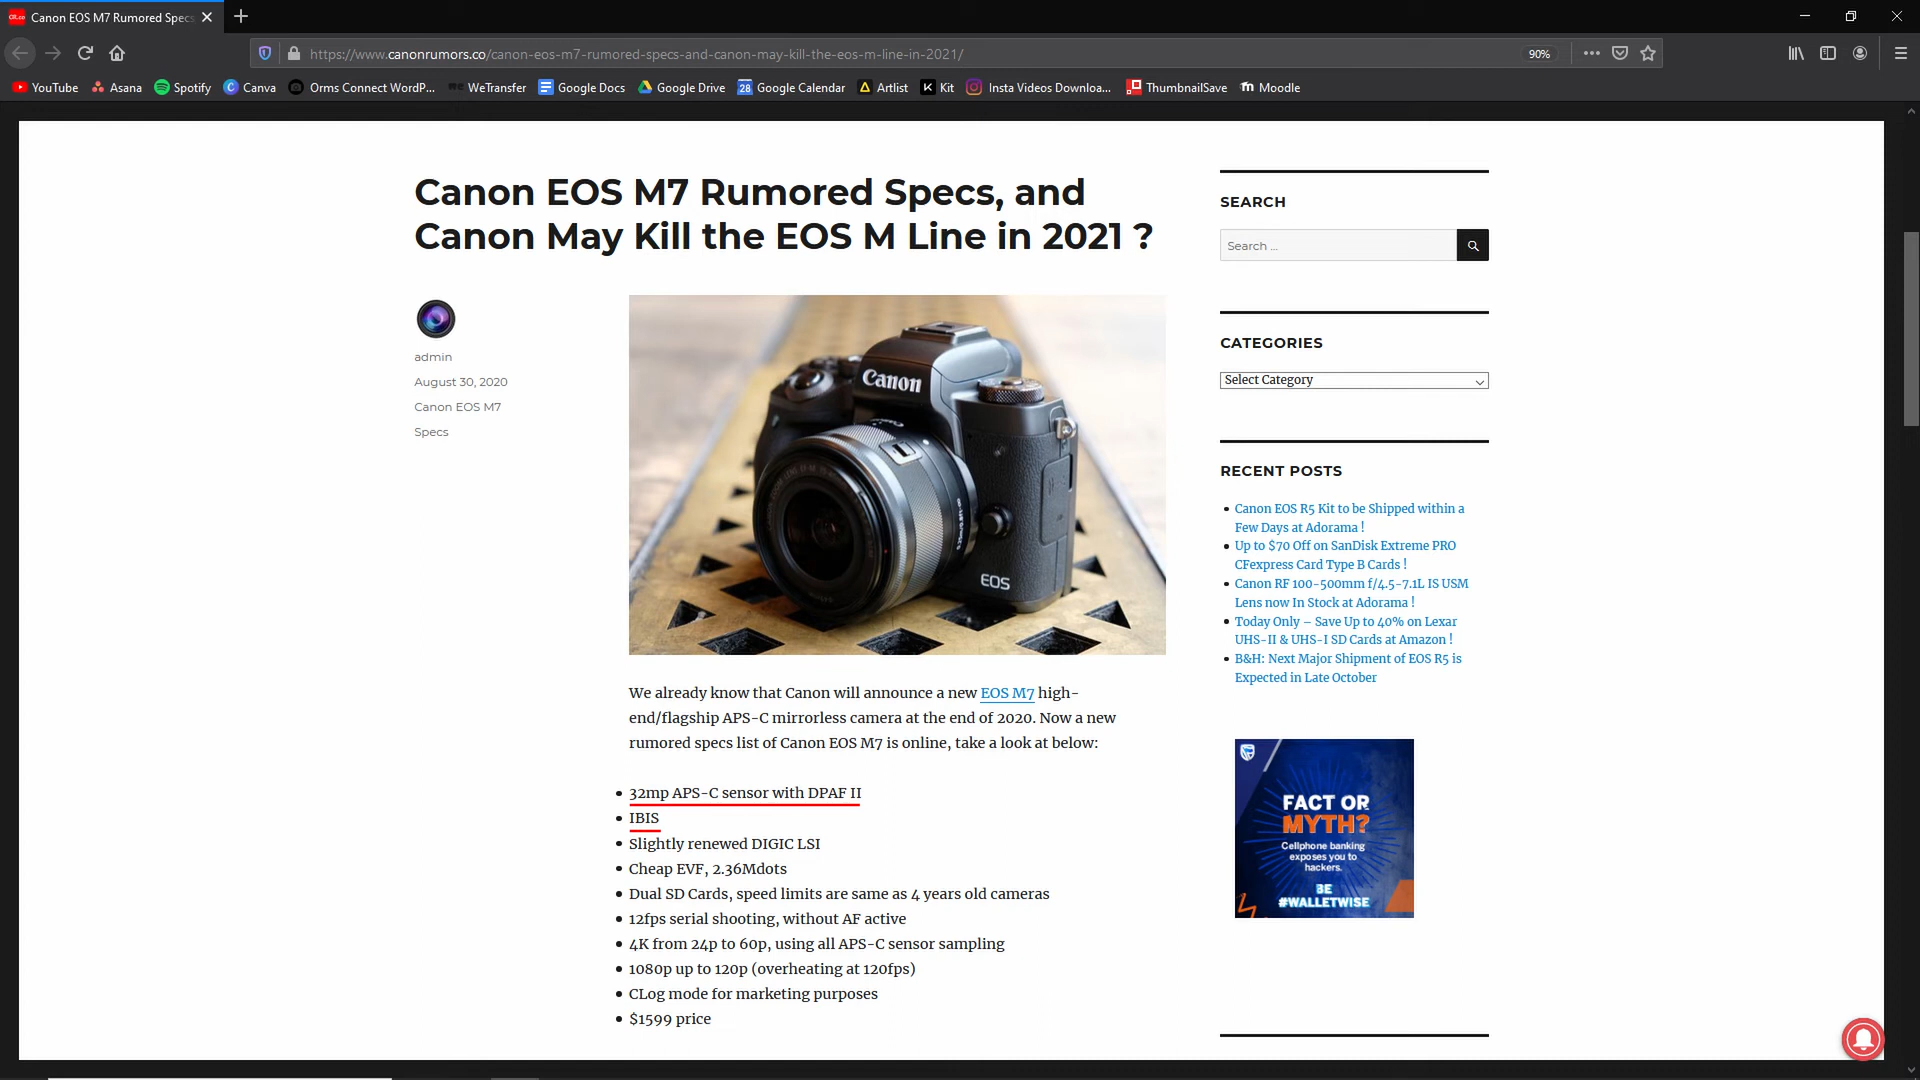 Canon EOS M7 Rumored Specs
https://www.canonrumors.co/canon-eos-m7-rumored-specs-and-canon-may-kill-the-eos-m-line-in-2021/
90%
YouTube
Asana
Spotify
Canva
Orms Connect WordP...
WeTransfer
Google Docs
Google Drive
28
Google Calendar
Artlist
Kit
Insta Videos Downloa...
ThumbnailSave
Moodle
Canon EOS M7 Rumored Specs, and
Canon May Kill the EOS M Line in 2021 ?
admin
August 30, 2020
Canon EOS M7
Specs
Canon
EOS
We already know that Canon will announce a new EOS M7 high-
end/flagship APS-C mirrorless camera at the end of 2020. Now a new
rumored specs list of Canon EOS M7 is online, take a look at below:
32mp APS-C sensor with DPAF II
IBIS
Slightly renewed DIGIC LSI
Cheap EVF, 2.36Mdots
Dual SD Cards, speed limits are same as 4 years old cameras
12fps serial shooting, without AF active
4K from 24p to 60p, using all APS-C sensor sampling
1080p up to 120p (overheating at 120fps)
CLog mode for marketing purposes
$1599 price
SEARCH
Search ...
CATEGORIES
Select Category
RECENT POSTS
Canon EOS R5 Kit to be Shipped within a
Few Days at Adorama !
Up to $70 Off on SanDisk Extreme PRO
CFexpress Card Type B Cards !
Canon RF 100-500mm f/4.5-7.1L IS USM
Lens now In Stock at Adorama !
Today Only – Save Up to 40% on Lexar
UHS-II & UHS-I SD Cards at Amazon !
B&H: Next Major Shipment of EOS R5 is
Expected in Late October
FACT OR
MYTH?
Cellphone banking
exposes you to
hackers.
BE
#WALLETWISE